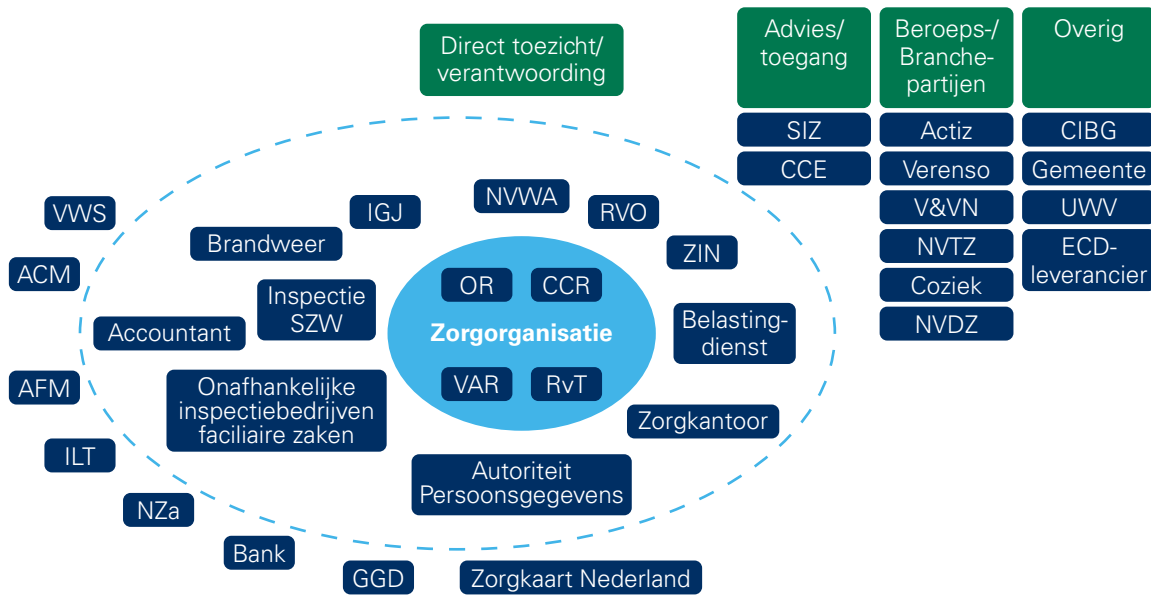 Direct toezicht/
verantwoording
Advies/
toegang
SIZ
CCE
Beroeps-/
Branche-
partijen
Actiz
Verenso
V&VN
NVTZ
Coziek
NVDZ
Overig
CIBG
Gemeente
UWV
ECD-
leverancier
VWS
ACM
AFM
ILT
NZa
Bank
GGD
Zorgkaart Nederland
IGJ
NVWA
RVO
ZIN
Brandweer
Inspectie
SZW
Accountant
Onafhankelijke
inspectiebedrijven
faciliaire zaken
Belasting-
dienst
Zorgkantoor
Autoriteit
Persoonsgegevens
OR
CCR
Zorgorganisatie
VAR
RvT